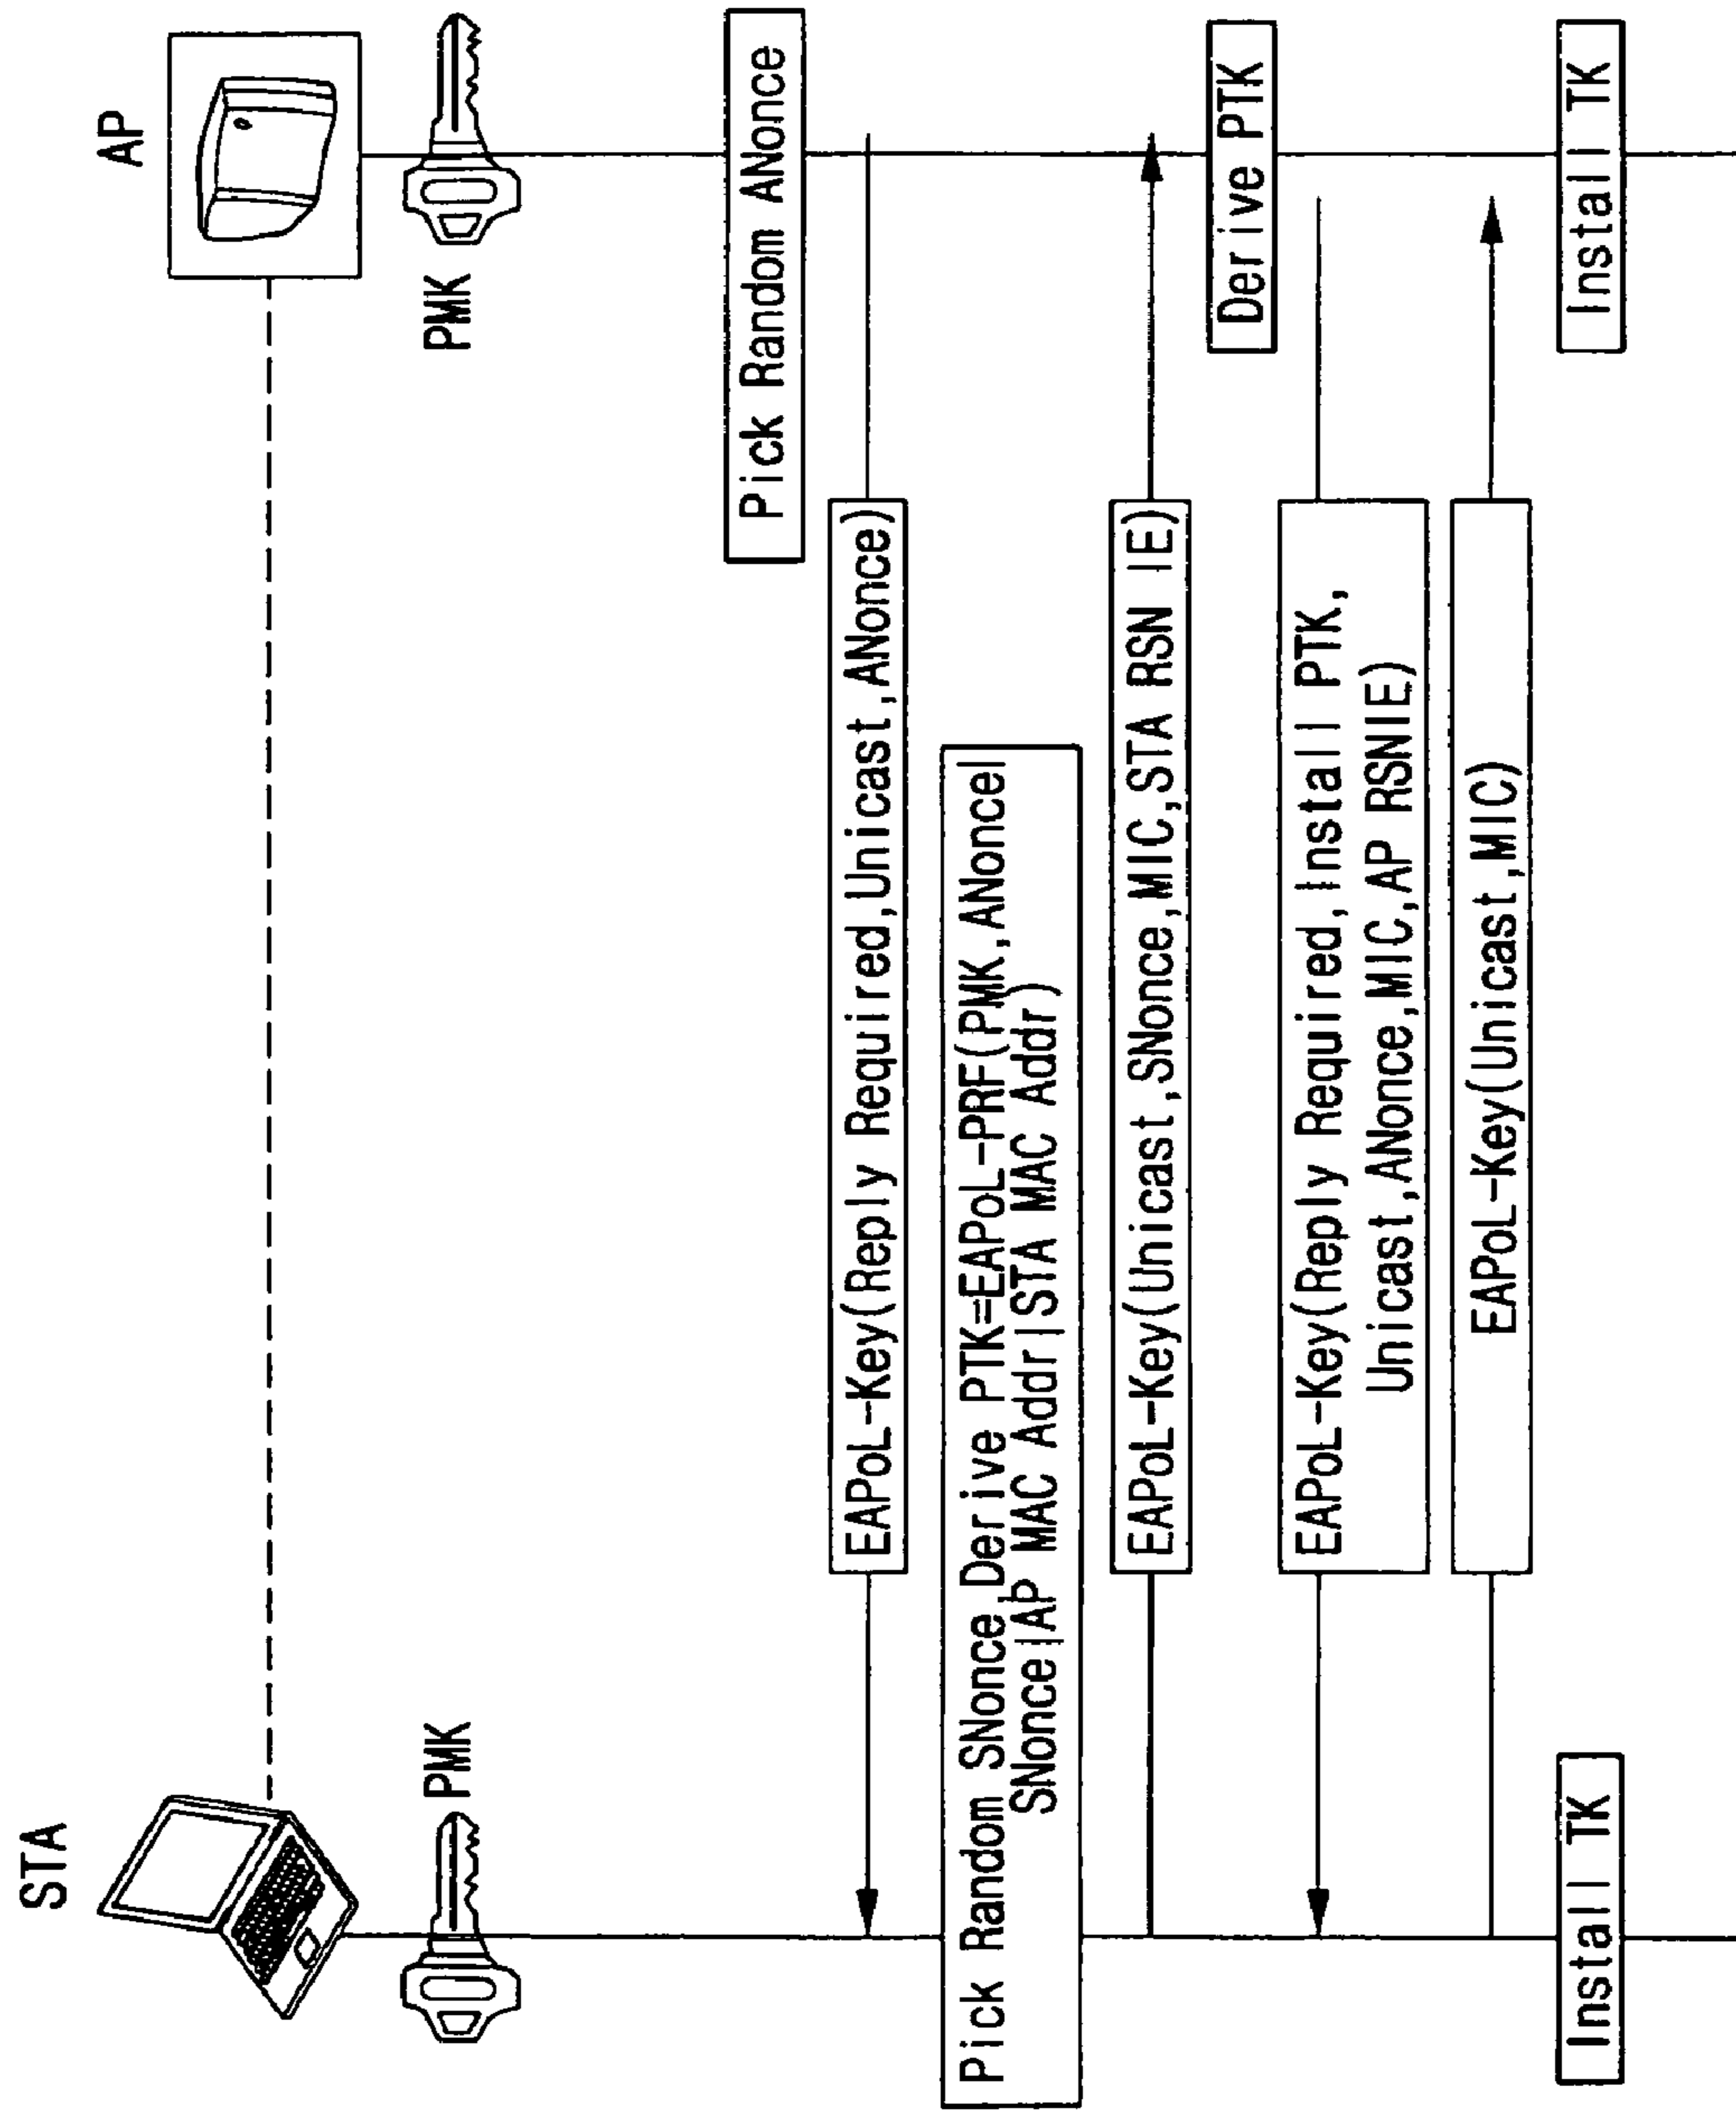 STA
AP
PMK
PMK
Pick Random ANonce
EAPoL-Key(Reply Required,Unicast,ANonce)
Pick Random SNonce,Derive PTK=EAPoL-PRF(PMK,ANonce|
SNonce|AP MAC Addr|STA MAC Addr)
EAPoL-Key(Unicast,SNonce,MIC,STA RSN IE)
Derive PTK
EAPoL-Key(Reply Required,Install PTK,
Unicast,ANonce,MIC,AP RSNIE)
EAPoL-Key(Unicast,MIC)
Install TK
Install TK